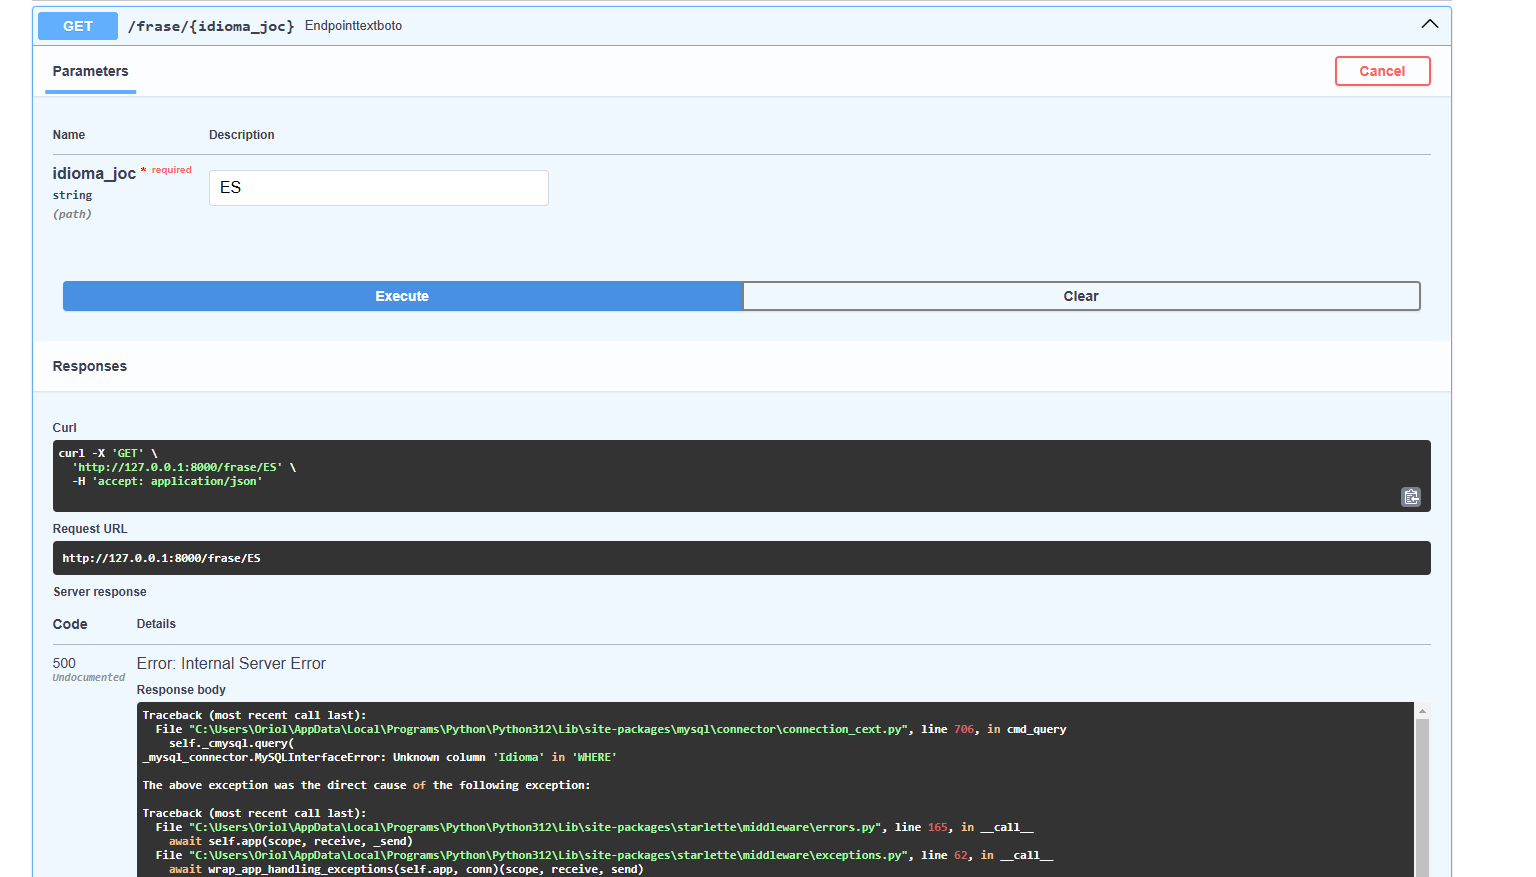 GET /frase/{idioma_joc} Endpointtextboto
Parameters
Cancel
Name Description
idioma_joc * required
string
(path)
ES
Execute
Clear
Responses
Curl
curl -X 'GET' \
'http://127.0.0.1:8000/frase/ES' \
-H 'accept: application/json'
Request URL
http://127.0.0.1:8000/frase/ES
Server response
Code Details
500
Undocumented
Error: Internal Server Error
Response body
Traceback (most recent call last):
File "C:\Users\Oriol\AppData\Local\Programs\Python\Python312\Lib\site-packages\mysql\connector\connection_cext.py", line 706, in cmd_query
self._cmysql.query(
_mysql_connector.MySQLInterfaceError: Unknown column 'Idioma' in 'WHERE'
The above exception was the direct cause of the following exception:
Traceback (most recent call last):
File "C:\Users\Oriol\AppData\Local\Programs\Python\Python312\Lib\site-packages\starlette\middleware\errors.py", line 165, in __call__
await self.app(scope, receive, _send)
File "C:\Users\Oriol\AppData\Local\Programs\Python\Python312\Lib\site-packages\starlette\middleware\exceptions.py", line 62, in __call__
await wrap_app_handling_exceptions(self.app, conn)(scope, receive, send)